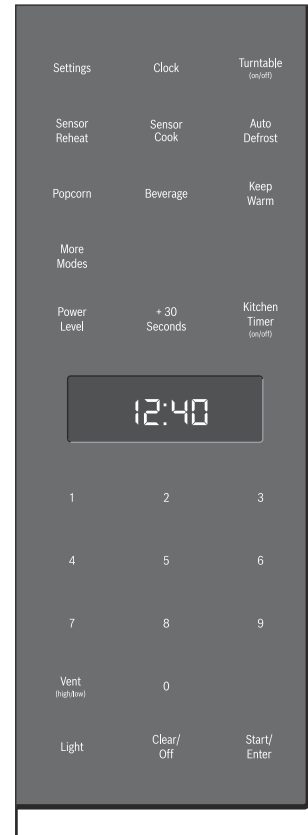 Settings Clock Turntable
(on/off)
Sensor Sensor Auto
Reheat Cook Defrost
Popcorn Beverage Keep
Warm
More
Modes
Power + 30 Kitchen
Level Seconds Timer
(on/off)
12:40
1 2 3
4 5 6
7 8 9
Vent 0
(high/low)
Light Clear/ Start/
Off Enter